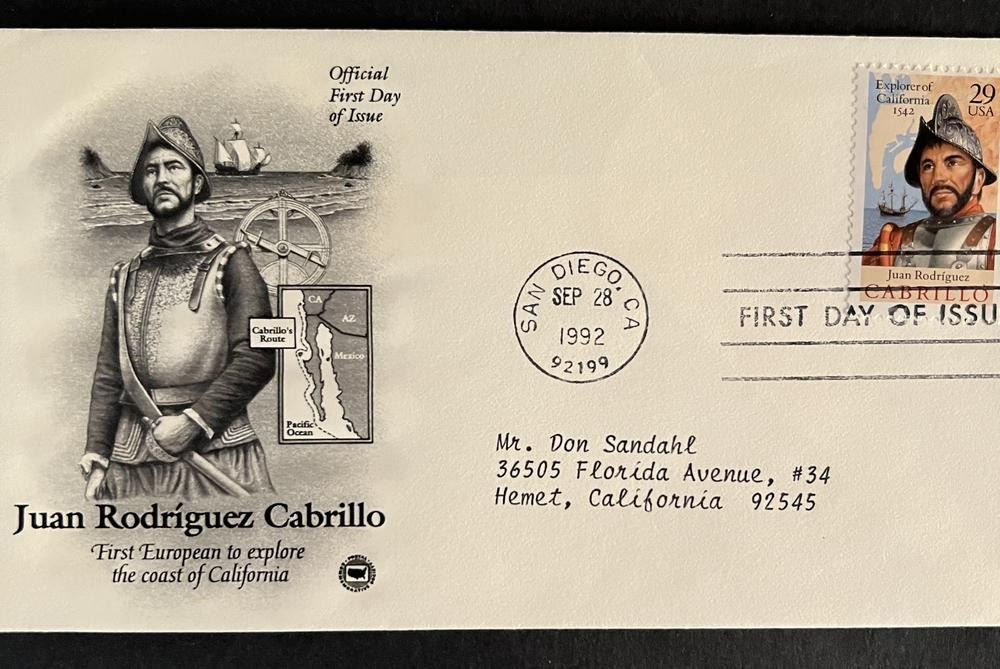 Official
First Day
of Issue
Explorer of
California
1542
29
USA
Juan Rodríguez
CABRILLO
SAN DIEGO, CA
SEP 28
1992
92199
FIRST DAY OF ISSU
CA
AZ
Cabrillo's
Route
Mexico
Pacific
Ocean
Mr. Don Sandahl
36505 Florida Avenue, #34
Hemet, California 92545
Juan Rodríguez Cabrillo
First European to explore
the coast of California